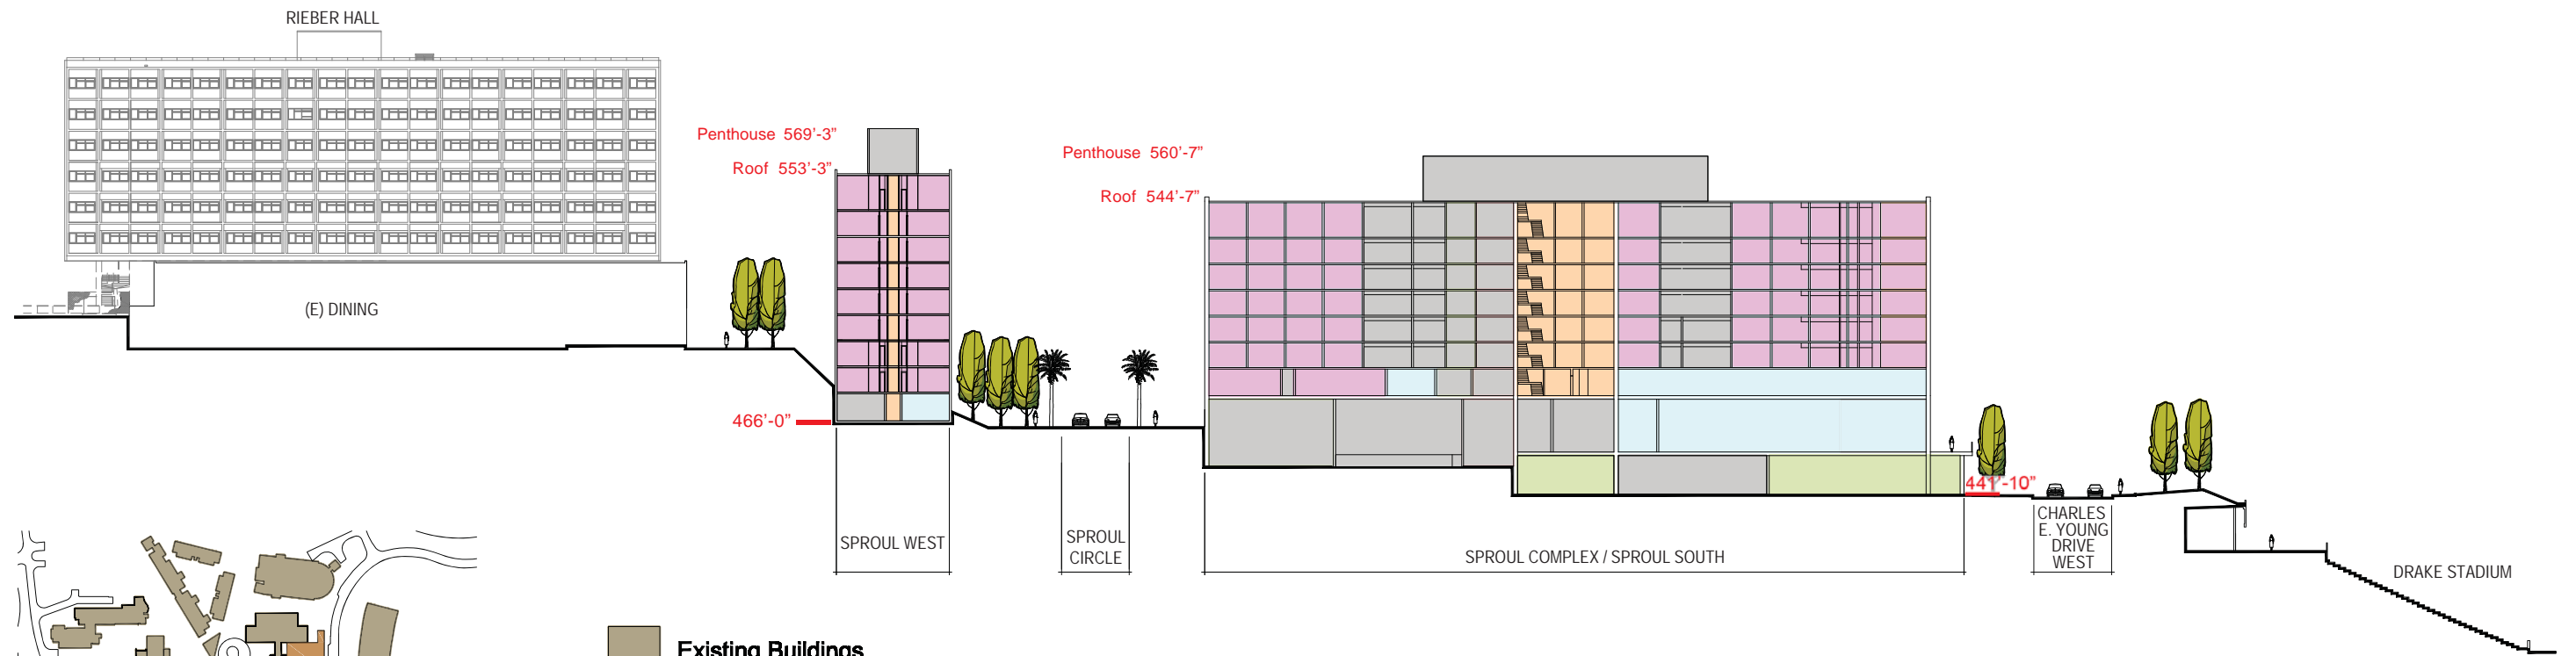 RIEBER HALL
(E) DINING
Penthouse 569'-3"
Roof 553'-3"
466'-0"
Penthouse 560'-7"
Roof 544'-7"
441'-10"
SPROUL WEST
SPROUL
CIRCLE
SPROUL COMPLEX / SPROUL SOUTH
CHARLES
E. YOUNG
DRIVE
WEST
DRAKE STADIUM
Existing Buildings